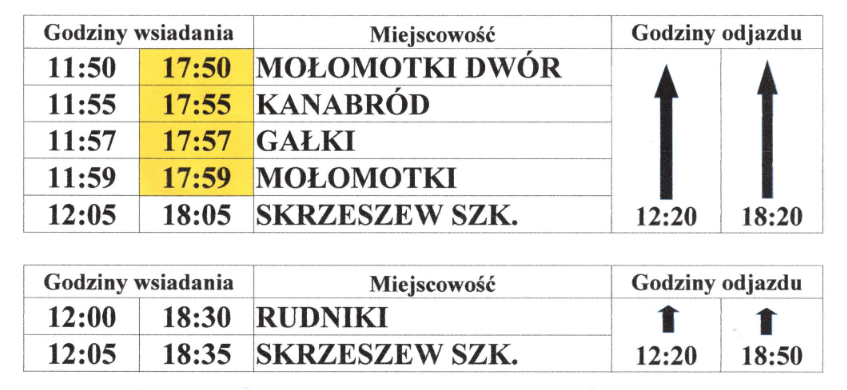 Godziny wsiadania Miejscowość Godziny odjazdu
11:50 17:50 MOŁOMOTKI DWÓR
11:55 17:55 KANABRÓD
11:57 17:57 GAŁKI
11:59 17:59 MOŁOMOTKI
12:05 18:05 SKRZESZEW SZK. 12:20 18:20
Godziny wsiadania Miejscowość Godziny odjazdu
12:00 18:30 RUDNIKI
12:05 18:35 SKRZESZEW SZK. 12:20 18:50